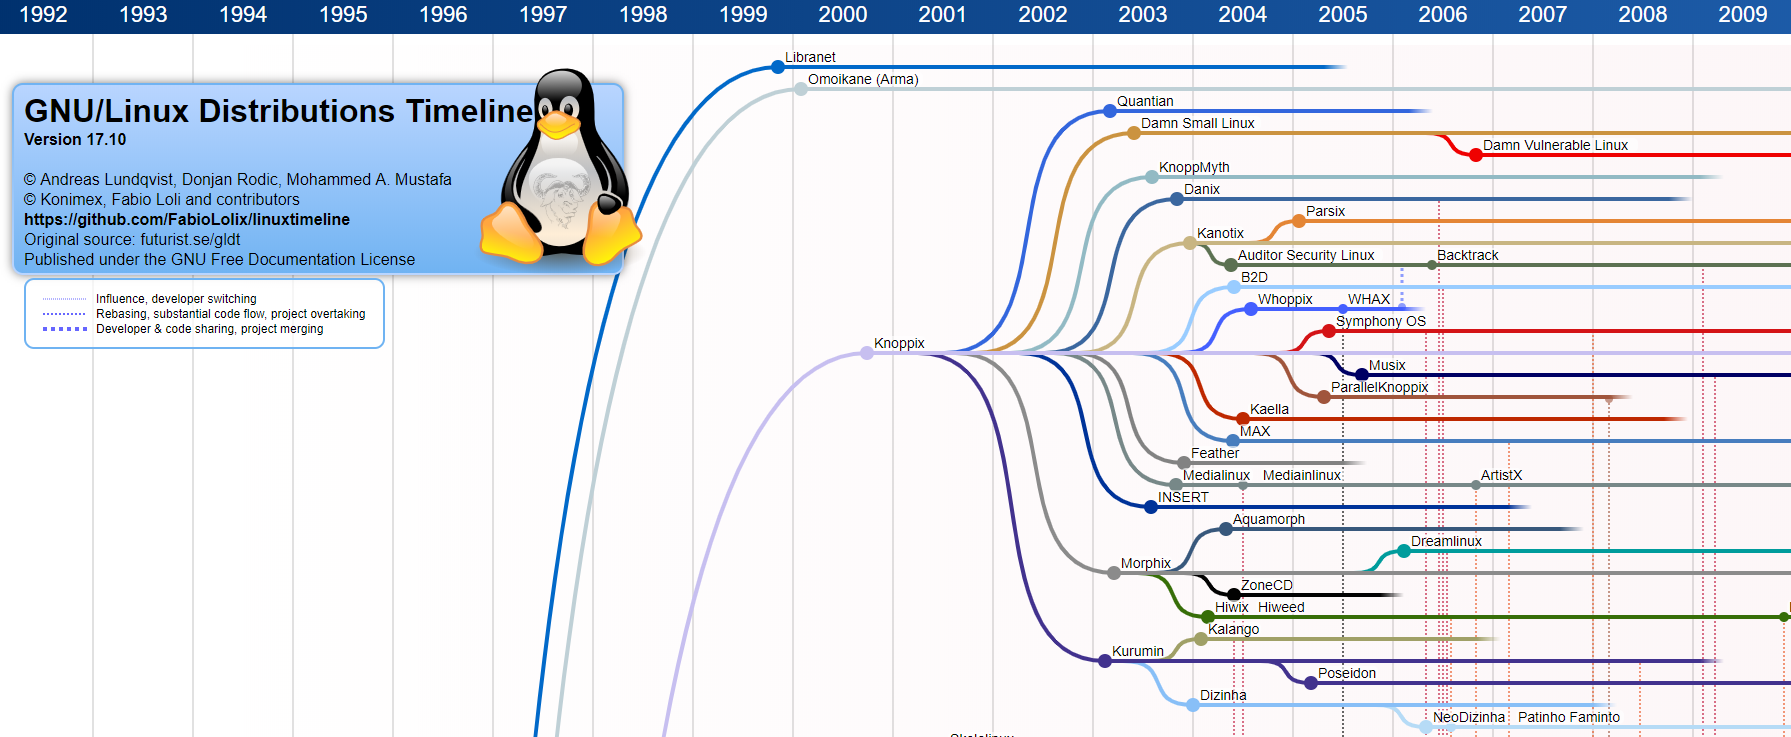 1992 1993 1994 1995 1996 1997 1998 1999 2000 2001 2002 2003 2004 2005 2006 2007 2008 2009
Libranet
Omoikane (Arma)
GNU/Linux Distributions Timeline
Version 17.10
© Andreas Lundqvist, Donjan Rodic, Mohammed A. Mustafa
© Konimex, Fabio Loli and contributors
https://github.com/FabioLolix/linuxtimeline
Original source: futurist.se/gldt
Published under the GNU Free Documentation License
Influence, developer switching
Rebasing, substantial code flow, project overtaking
Developer & code sharing, project merging
Quantian
Damn Small Linux
Damn Vulnerable Linux
KnoppMyth
Danix
Parsix
Kanotix
Auditor Security Linux Backtrack
B2D
Whoppix WHAX
Symphony OS
Knoppix
Musix
ParallelKnoppix
Kaella
MAX
Feather
Medialinux Mediainlinux ArtistX
INSERT
Aquamorph
Dreamlinux
Morphix
ZoneCD
Hiwix Hiweed
Kalango
Kurumin
Poseidon
Dizinha
NeoDizinha Patinho Faminto